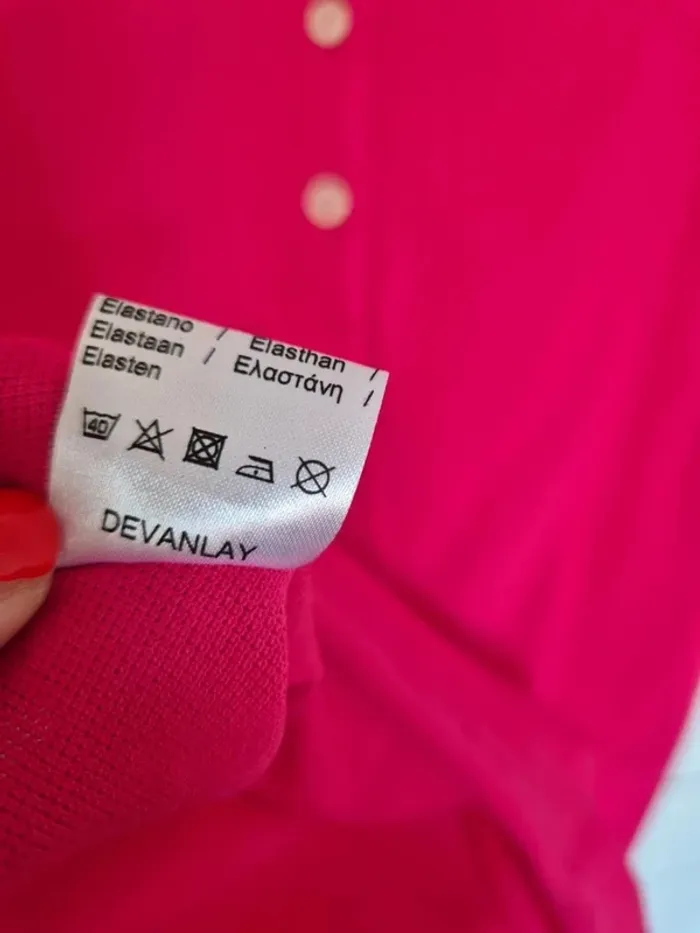 Elastano / Elasthan /
Elastaan / Ελαστάνη /
Elasten
40
DEVANLAY